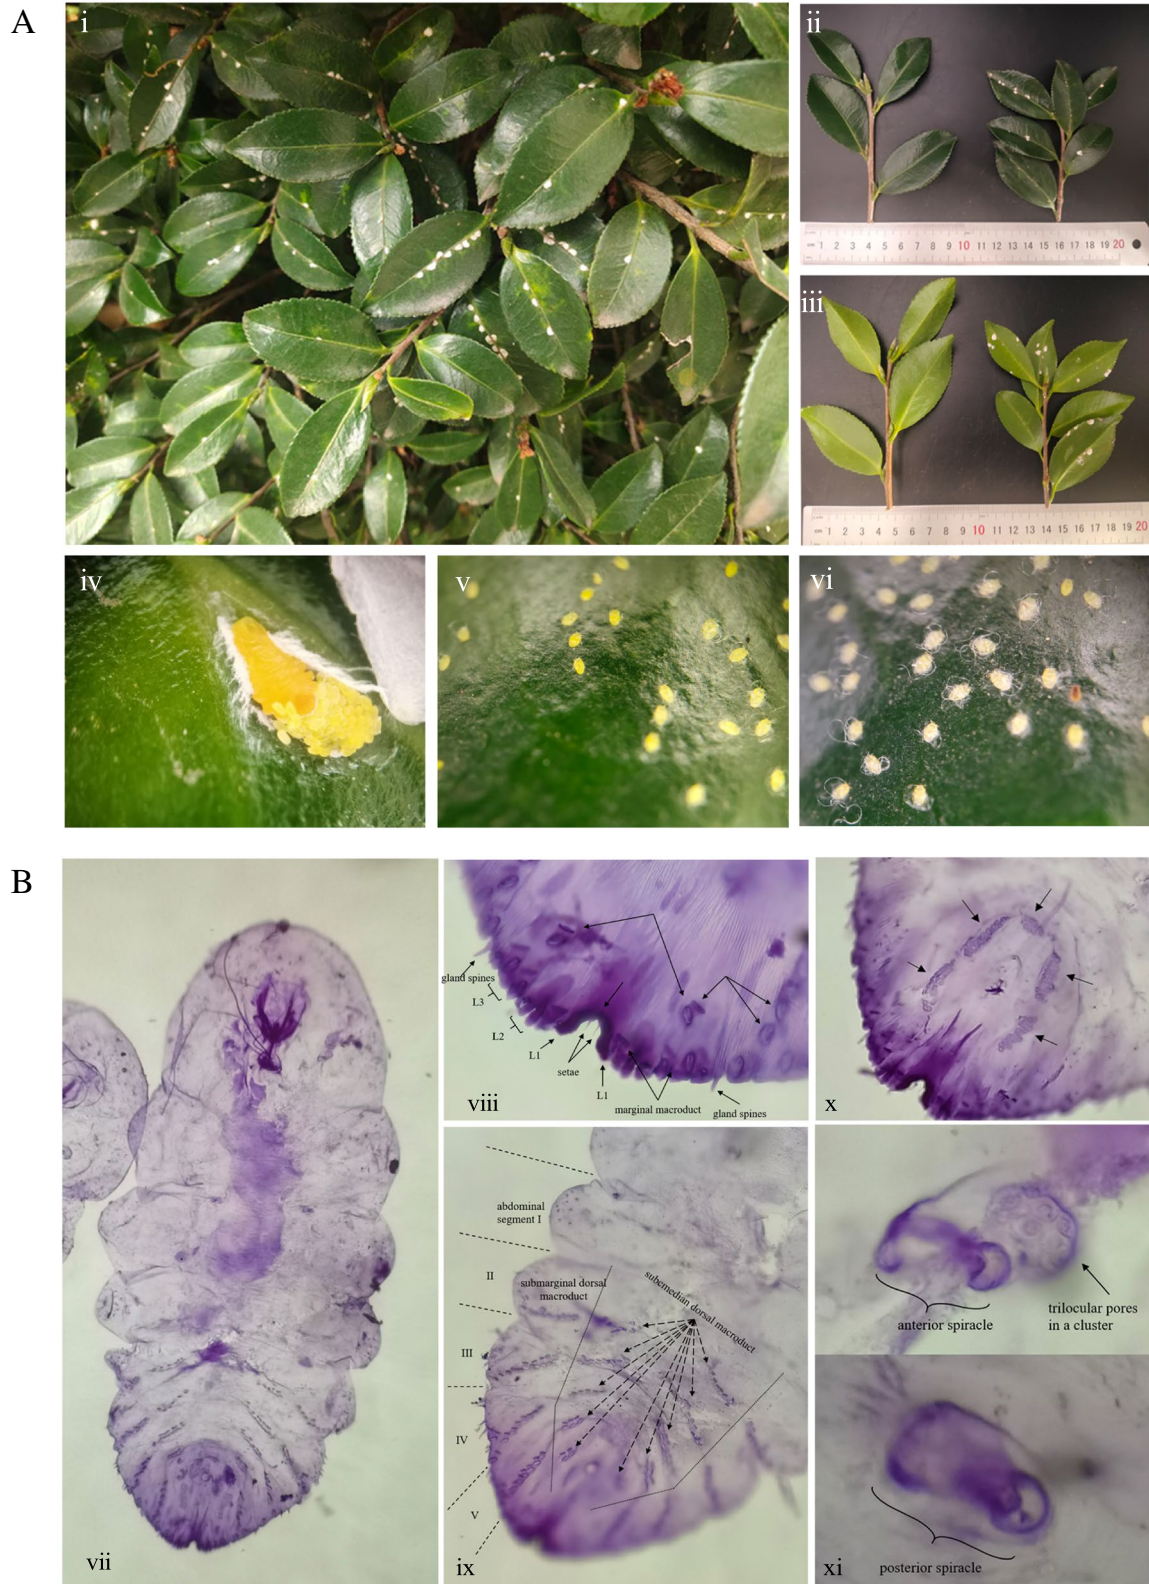 A
i
ii
cm 1 2 3 4 5 6 7 8 9 10 11 12 13 14 15 16 17 18 19 20
iii
cm 1 2 3 4 5 6 7 8 9 10 11 12 13 14 15 16 17 18 19 20
iv
v
vi
B
vii
gland spines
L3
L2
L1
setae
L1
marginal macroduct
gland spines
viii
x
abdominal
segment I
II
submarginal dorsal
macroduct
subcmedian dorsal macroduct
III
IV
V
ix
anterior spiracle
trilocular pores
in a cluster
posterior spiracle
xi